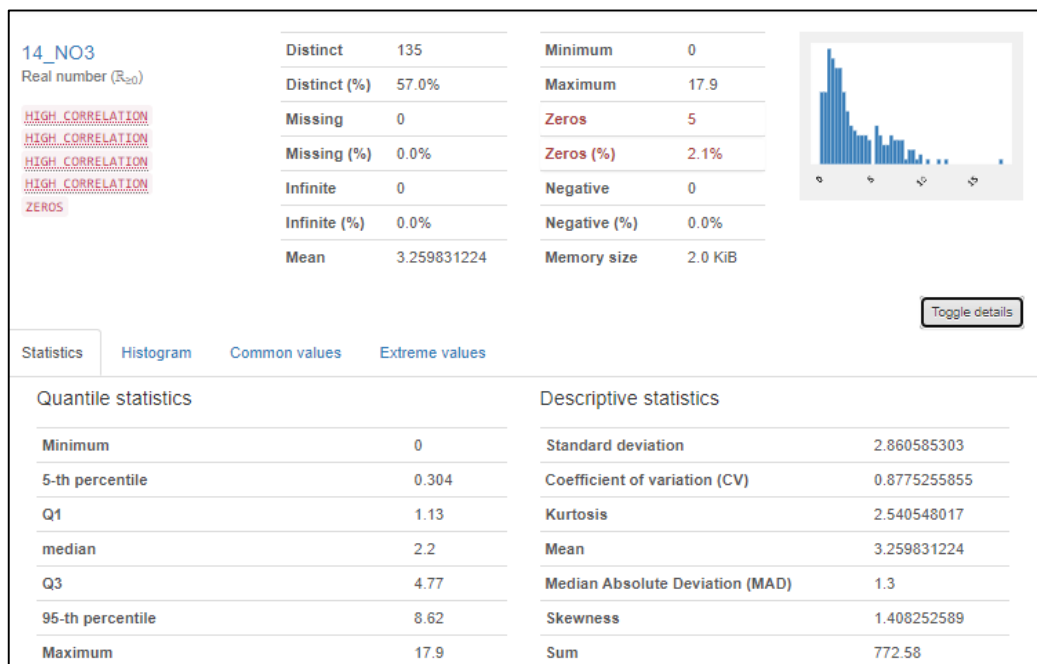 14_NO3
Real number (ℝ≥0)
HIGH CORRELATION
HIGH CORRELATION
HIGH CORRELATION
HIGH CORRELATION
ZEROS
Distinct 135
Distinct (%) 57.0%
Missing 0
Missing (%) 0.0%
Infinite 0
Infinite (%) 0.0%
Mean 3.259831224
Minimum 0
Maximum 17.9
Zeros 5
Zeros (%) 2.1%
Negative 0
Negative (%) 0.0%
Memory size 2.0 KiB
0 5 10 15
Toggle details
Statistics Histogram Common values Extreme values
Quantile statistics
Minimum 0
5-th percentile 0.304
Q1 1.13
median 2.2
Q3 4.77
95-th percentile 8.62
Maximum 17.9
Descriptive statistics
Standard deviation 2.860585303
Coefficient of variation (CV) 0.8775255855
Kurtosis 2.540548017
Mean 3.259831224
Median Absolute Deviation (MAD) 1.3
Skewness 1.408252589
Sum 772.58